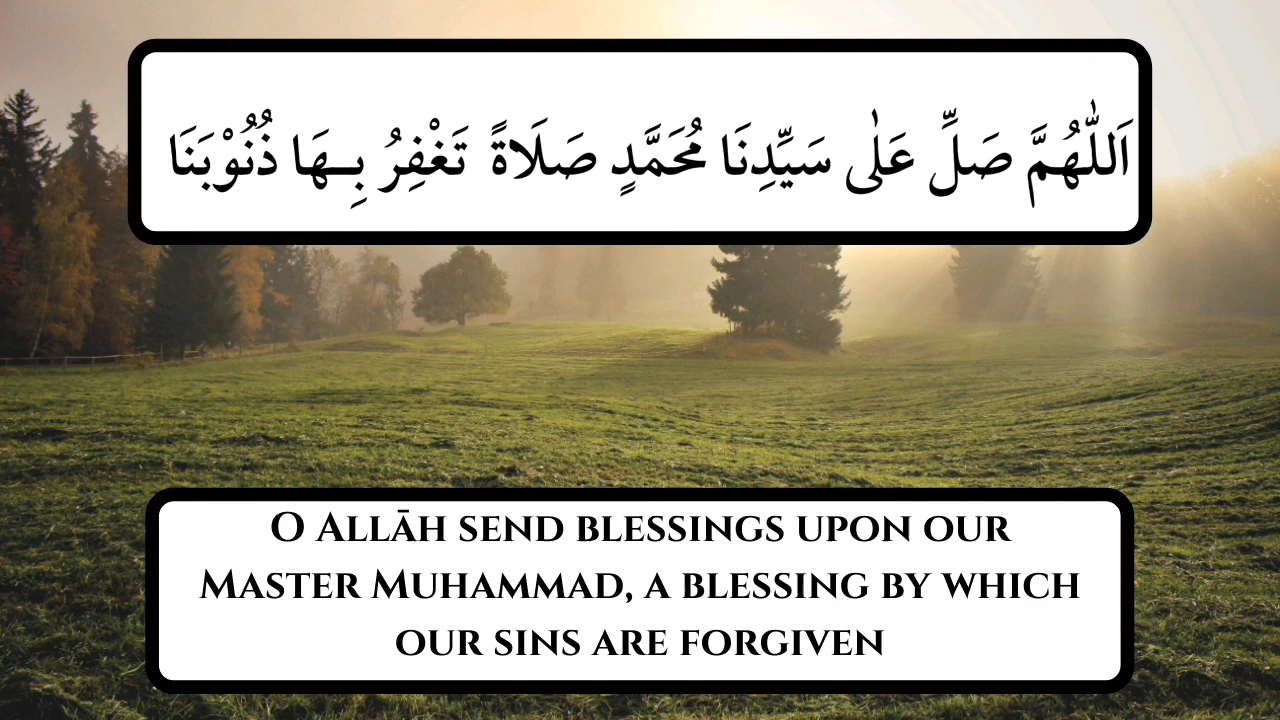 اَللّٰهُمَّ صَلِّ عَلٰى سَيِّدِنَا مُحَمَّدٍ صَلَاةً تَغْفِرُ بِـهَا ذُنُوْبَنَا
O Allāh send blessings upon our
Master Muhammad, a blessing by which
our sins are forgiven